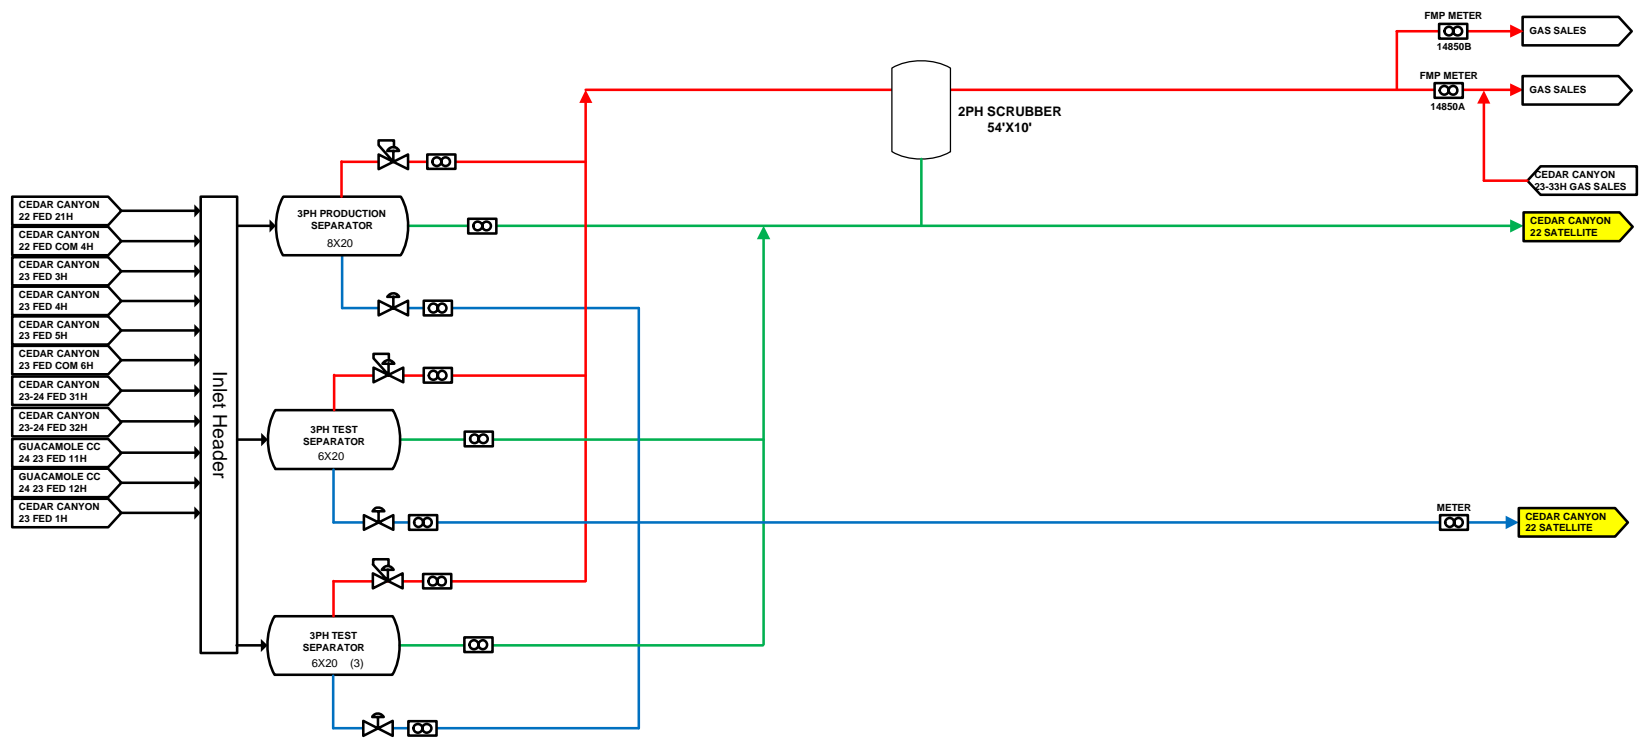 FMP METER
GAS SALES
14850B
FMP METER
GAS SALES
14850A
2PH SCRUBBER
54'X10'
CEDAR CANYON
23-33H GAS SALES
CEDAR CANYON
22 SATELLITE
CEDAR CANYON
22 FED 21H
CEDAR CANYON
22 FED COM 4H
CEDAR CANYON
23 FED 3H
CEDAR CANYON
23 FED 4H
CEDAR CANYON
23 FED 5H
CEDAR CANYON
23 FED COM 6H
CEDAR CANYON
23-24 FED 31H
CEDAR CANYON
23-24 FED 32H
GUACAMOLE CC
24 23 FED 11H
GUACAMOLE CC
24 23 FED 12H
CEDAR CANYON
23 FED 1H
Inlet Header
3PH PRODUCTION
SEPARATOR
8X20
3PH TEST
SEPARATOR
6X20
METER
CEDAR CANYON
22 SATELLITE
3PH TEST
SEPARATOR
6X20 (3)